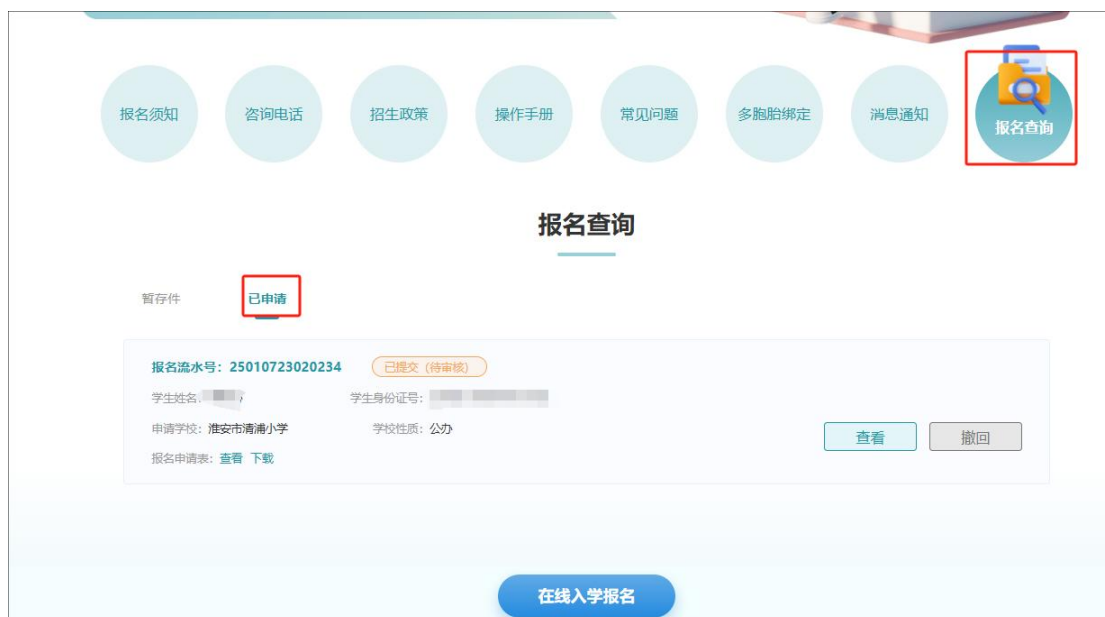 报名须知 咨询电话 招生政策 操作手册 常见问题 多胞胎绑定 消息通知 报名查询
报名查询
暂存件 已申请
报名流水号：25010723020234 已提交（待审核）
学生姓名： 学生身份证号：
申请学校：淮安市清浦小学 学校性质：公办
查看 撤回
报名申请表：查看 下载
在线入学报名